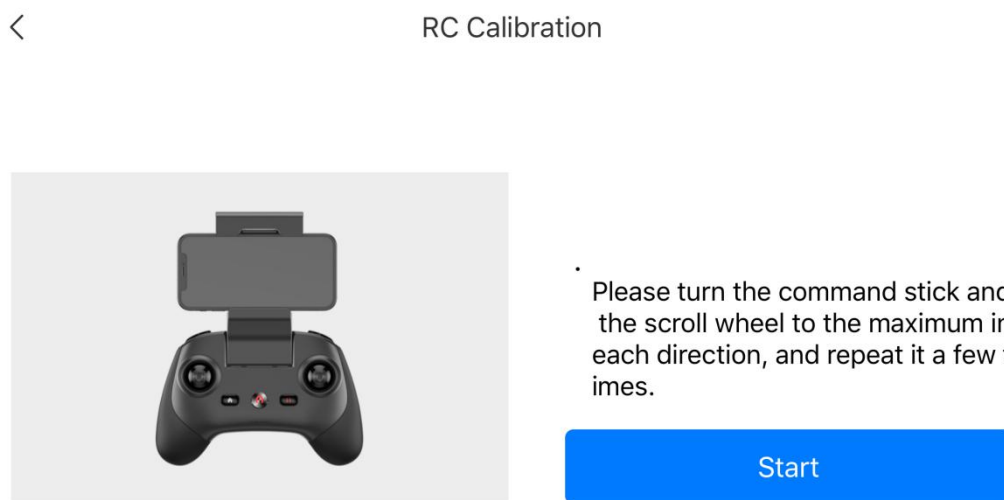 RC Calibration
Please turn the command stick and
the scroll wheel to the maximum in
each direction, and repeat it a few t
imes.
Start